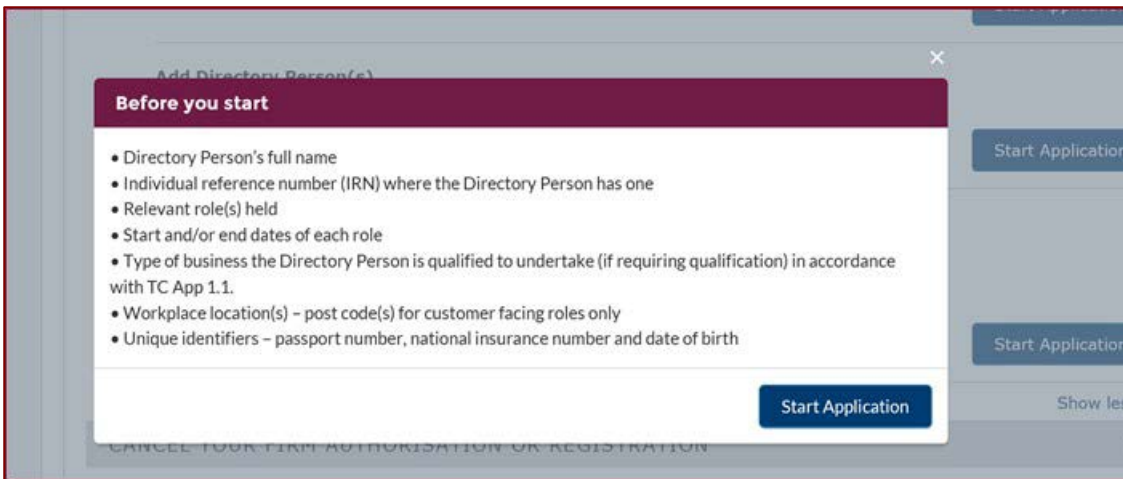 Add Directory Person(s)
×
Before you start
• Directory Person's full name
• Individual reference number (IRN) where the Directory Person has one
• Relevant role(s) held
• Start and/or end dates of each role
• Type of business the Directory Person is qualified to undertake (if requiring qualification) in accordance
with TC App 1.1.
• Workplace location(s) – post code(s) for customer facing roles only
• Unique identifiers – passport number, national insurance number and date of birth
Start Application
Start Application
Start Application
Show les
CANCEL YOUR FIRM AUTHORISATION OR REGISTRATION